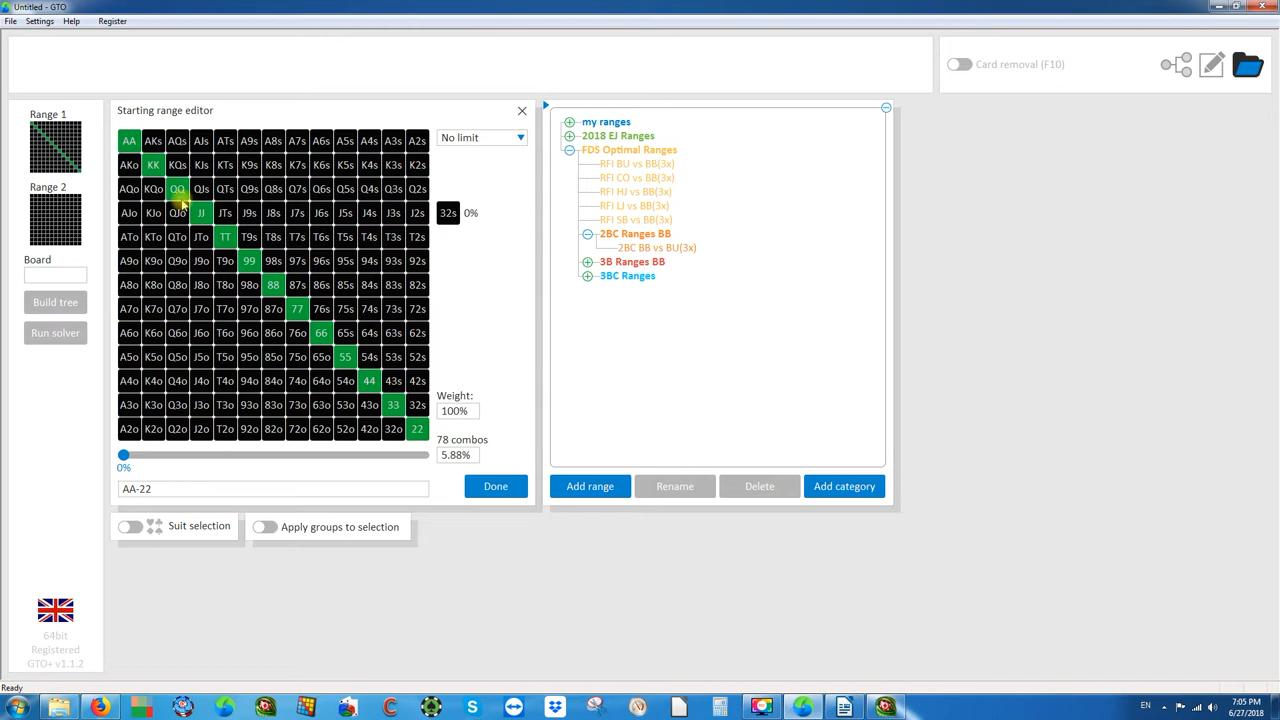 Untitled - GTO
File Settings Help Register
Card removal (F10)
Range 1
Range 2
Board
Build tree
Run solver
64bit
Registered
GTO+ v1.1.2
Starting range editor
No limit
AA AKs AQs AJs ATs A9s A8s A7s A6s A5s A4s A3s A2s
AKo KK KQs KJs KTs K9s K8s K7s K6s K5s K4s K3s K2s
AQo KQo QQ QJs QTs Q9s Q8s Q7s Q6s Q5s Q4s Q3s Q2s
AJo KJo QJo JJ JTs J9s J8s J7s J6s J5s J4s J3s J2s
ATo KTo QTo JTo TT T9s T8s T7s T6s T5s T4s T3s T2s
A9o K9o Q9o J9o T9o 99 98s 97s 96s 95s 94s 93s 92s
A8o K8o Q8o J8o T8o 98o 88 87s 86s 85s 84s 83s 82s
A7o K7o Q7o J7o T7o 97o 87o 77 76s 75s 74s 73s 72s
A6o K6o Q6o J6o T6o 96o 86o 76o 66 65s 64s 63s 62s
A5o K5o Q5o J5o T5o 95o 85o 75o 65o 55 54s 53s 52s
A4o K4o Q4o J4o T4o 94o 84o 74o 64o 54o 44 43s 42s
A3o K3o Q3o J3o T3o 93o 83o 73o 63o 53o 43o 33 32s
A2o K2o Q2o J2o T2o 92o 82o 72o 62o 52o 42o 32o 22
32s 0%
Weight:
100%
78 combos
5.88%
0%
AA-22
Done
Suit selection
Apply groups to selection
my ranges
2018 EJ Ranges
FDS Optimal Ranges
RFI BU vs BB(3x)
RFI CO vs BB(3x)
RFI HJ vs BB(3x)
RFI LJ vs BB(3x)
RFI SB vs BB(3x)
2BC Ranges BB
2BC BB vs BU(3x)
3B Ranges BB
3BC Ranges
Add range Rename Delete Add category
Ready
EN
7:05 PM
6/27/2018